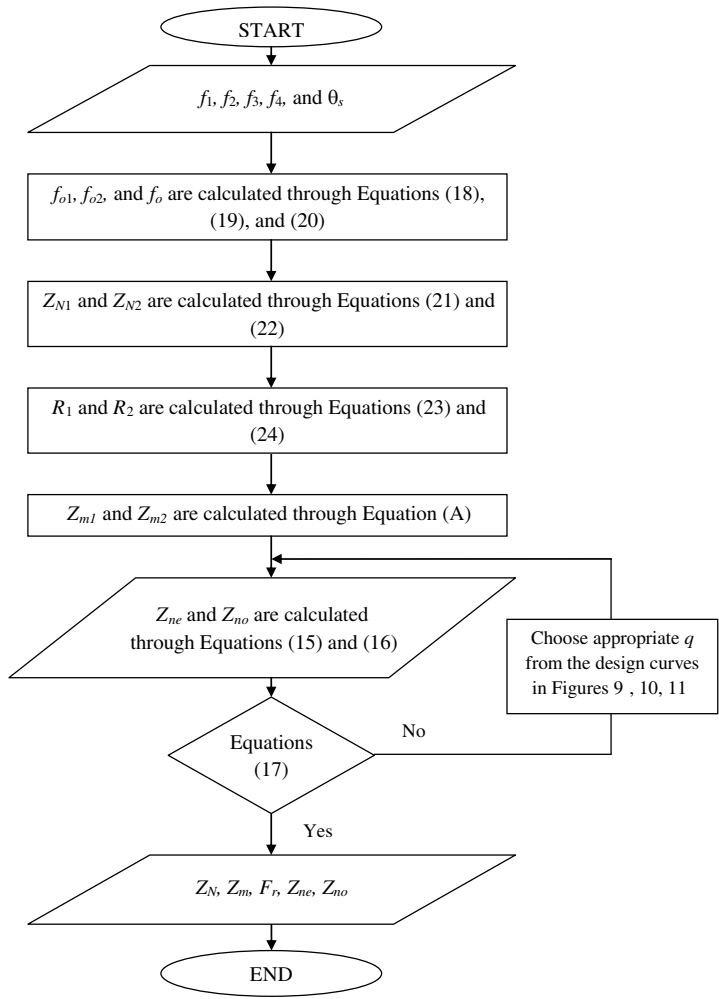 START
f1, f2, f3, f4, and θs
fo1, fo2, and fo are calculated through Equations (18),
(19), and (20)
ZN1 and ZN2 are calculated through Equations (21) and
(22)
R1 and R2 are calculated through Equations (23) and
(24)
Zm1 and Zm2 are calculated through Equation (A)
Zne and Zno are calculated
through Equations (15) and (16)
Choose appropriate q
from the design curves
in Figures 9 , 10, 11
Equations
(17)
No
Yes
ZN, Zm, Fr, Zne, Zno
END